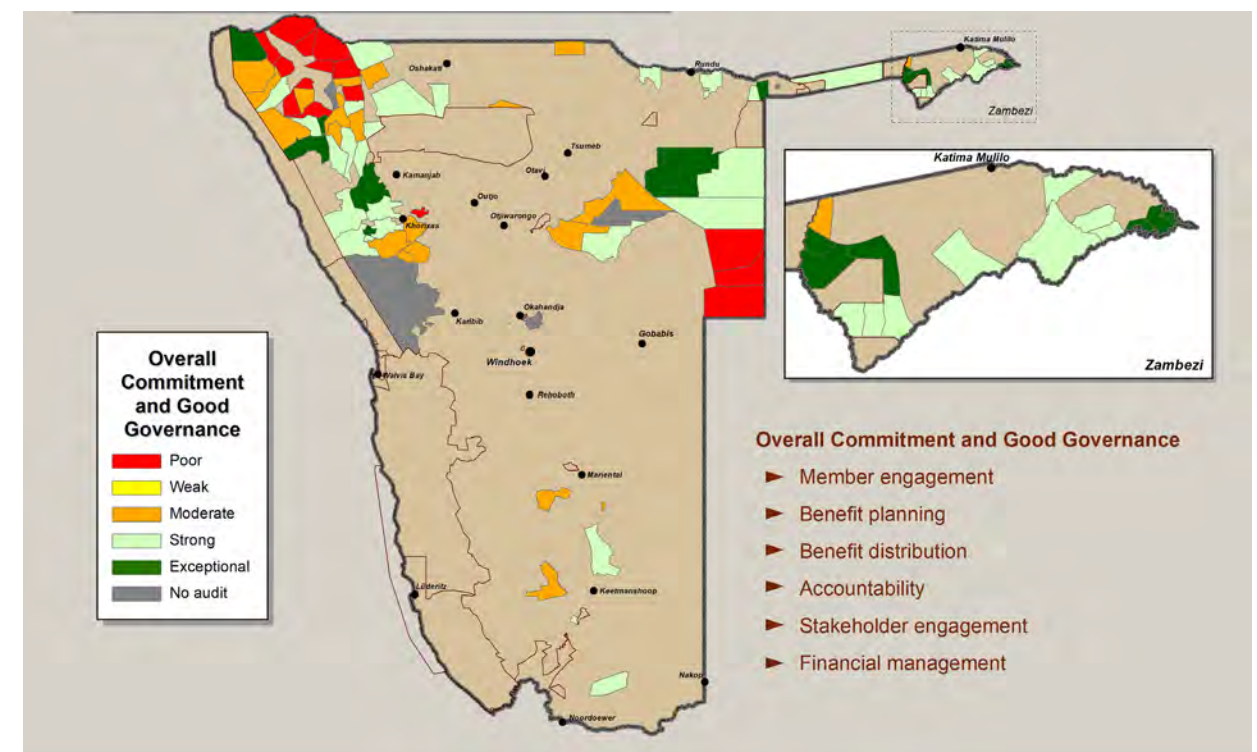 Katima Mulilo
Oshakati
Rundu
Zambezi
Tsumeb
Katima Mulilo
Kamanjab
Otavi
Outjo
Otjiwarongo
Khorixas
Okahandja
Karibib
Gobabis
Windhoek
Zambezi
Walvis Bay
Rehoboth
Overall
Commitment
and Good
Governance
Poor
Weak
Moderate
Strong
Exceptional
No audit
Overall Commitment and Good Governance
► Member engagement
► Benefit planning
► Benefit distribution
► Accountability
► Stakeholder engagement
► Financial management
Mariental
Lüderitz
Keetmanshoop
Nakop
Noordoewer